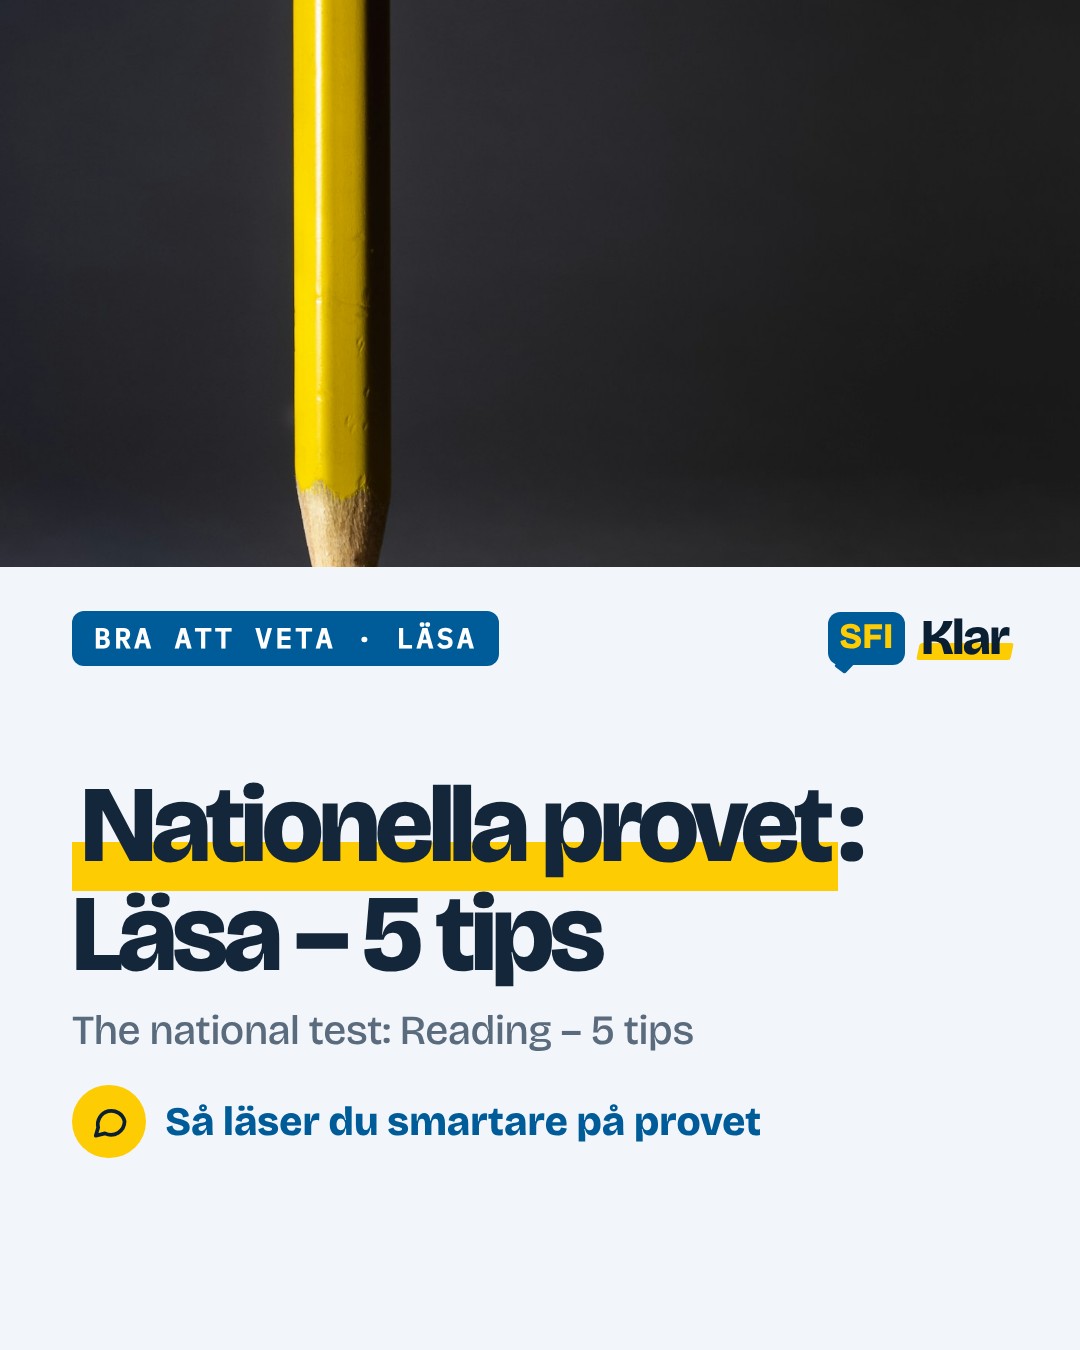 BRA ATT VETA · LÄSA
SFI Klar
Nationella provet:
Läsa – 5 tips
The national test: Reading – 5 tips
Så läser du smartare på provet